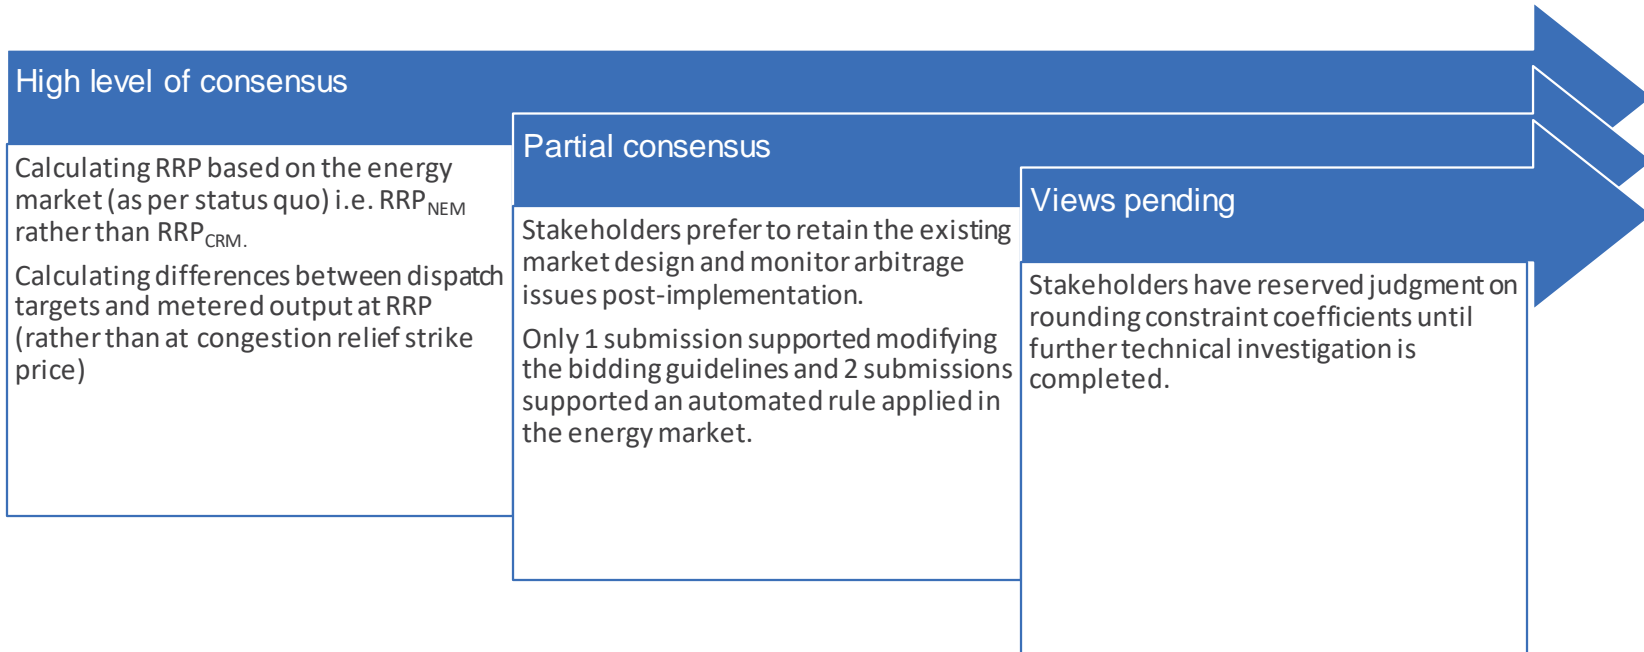 High level of consensus
Calculating RRP based on the energy
market (as per status quo) i.e. RRP_NEM
rather than RRP_CRM.
Calculating differences between dispatch
targets and metered output at RRP
(rather than at congestion relief strike
price)
Partial consensus
Stakeholders prefer to retain the existing
market design and monitor arbitrage
issues post-implementation.
Only 1 submission supported modifying
the bidding guidelines and 2 submissions
supported an automated rule applied in
the energy market.
Views pending
Stakeholders have reserved judgment on
rounding constraint coefficients until
further technical investigation is
completed.